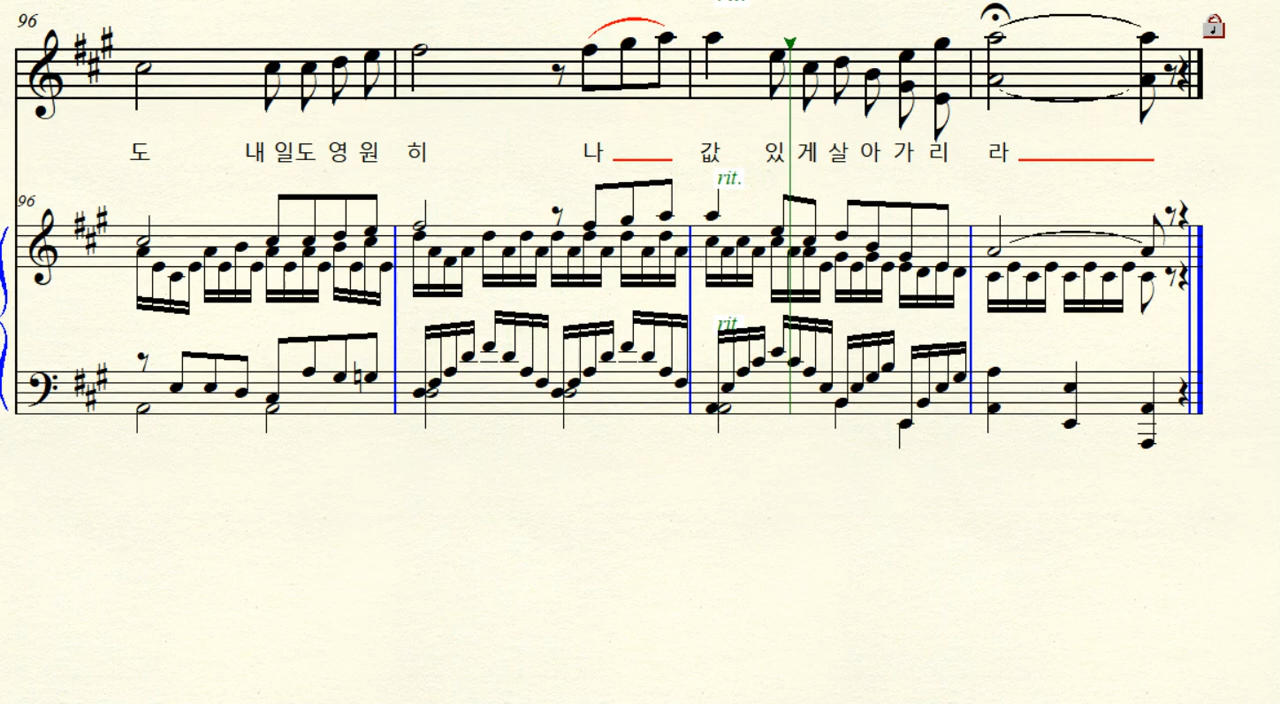 96
도 내 일도 영 원 히 나 값 있 게 살 아 가 리 라
rit.
96
rit.